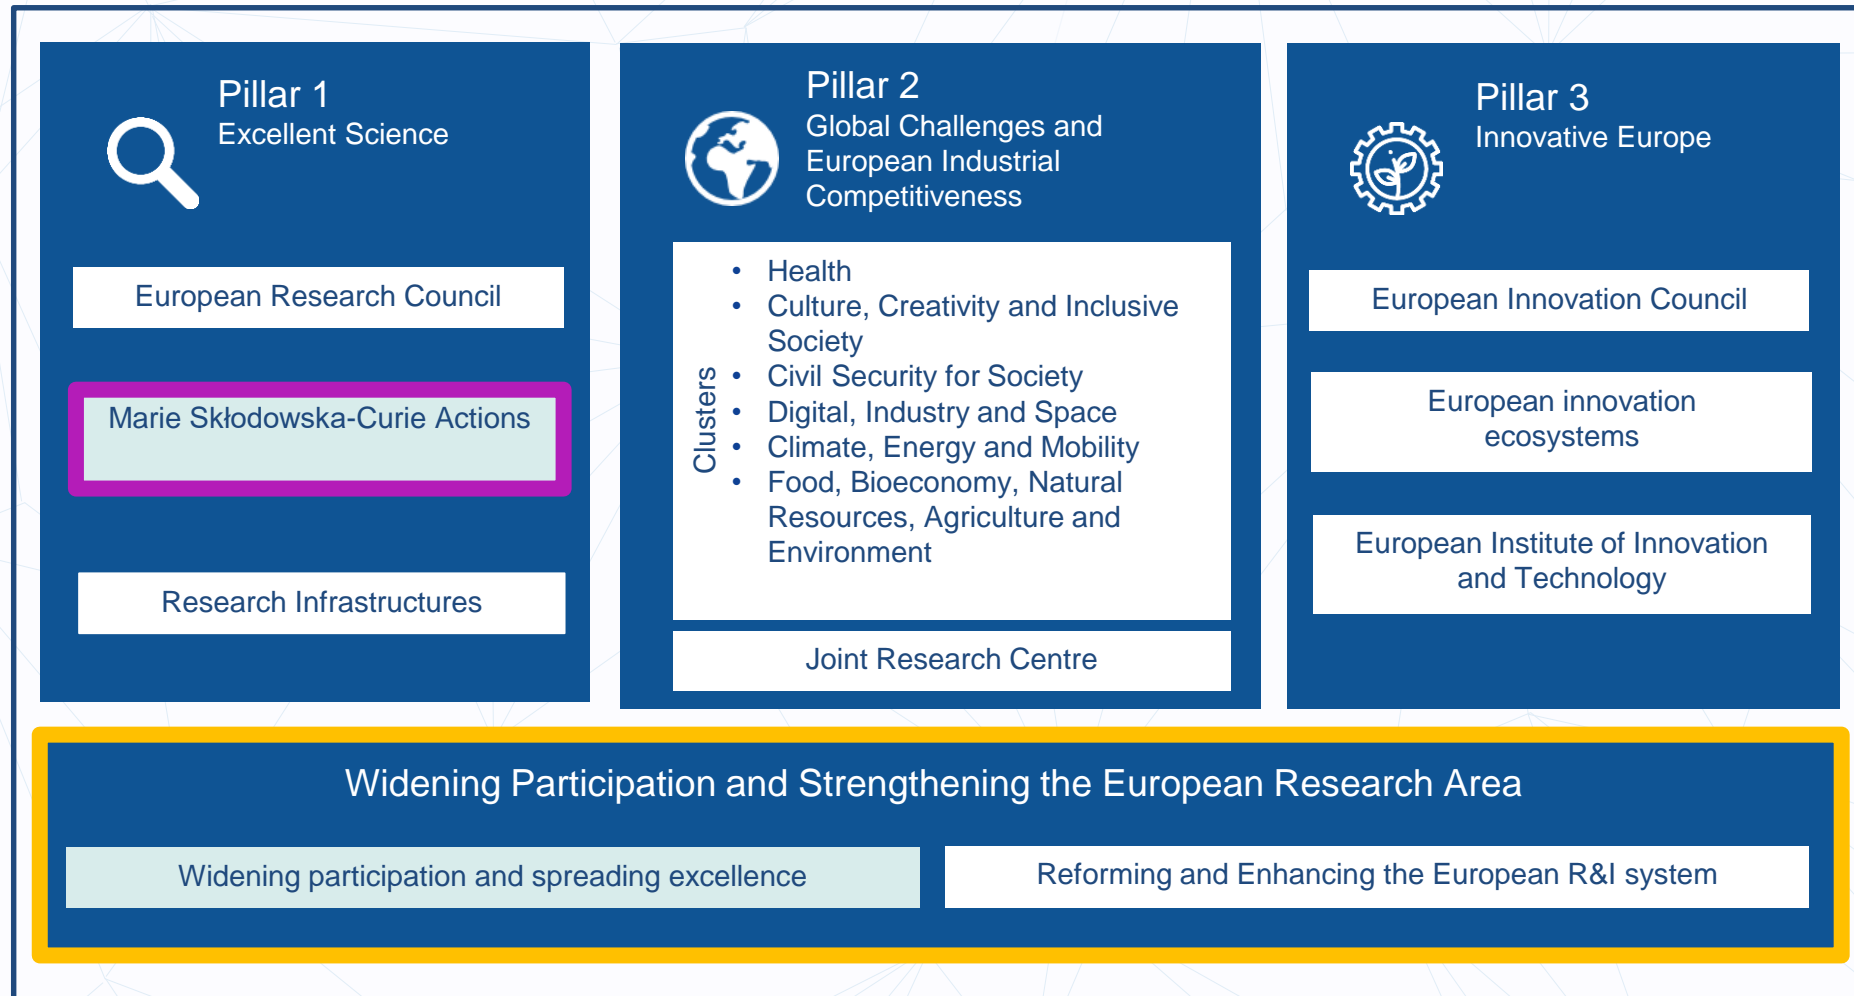 Pillar 1
Excellent Science
European Research Council
Marie Skłodowska-Curie Actions
Research Infrastructures
Pillar 2
Global Challenges and
European Industrial
Competitiveness
Clusters
• Health
• Culture, Creativity and Inclusive
Society
• Civil Security for Society
• Digital, Industry and Space
• Climate, Energy and Mobility
• Food, Bioeconomy, Natural
Resources, Agriculture and
Environment
Joint Research Centre
Pillar 3
Innovative Europe
European Innovation Council
European innovation
ecosystems
European Institute of Innovation
and Technology
Widening Participation and Strengthening the European Research Area
Widening participation and spreading excellence
Reforming and Enhancing the European R&I system